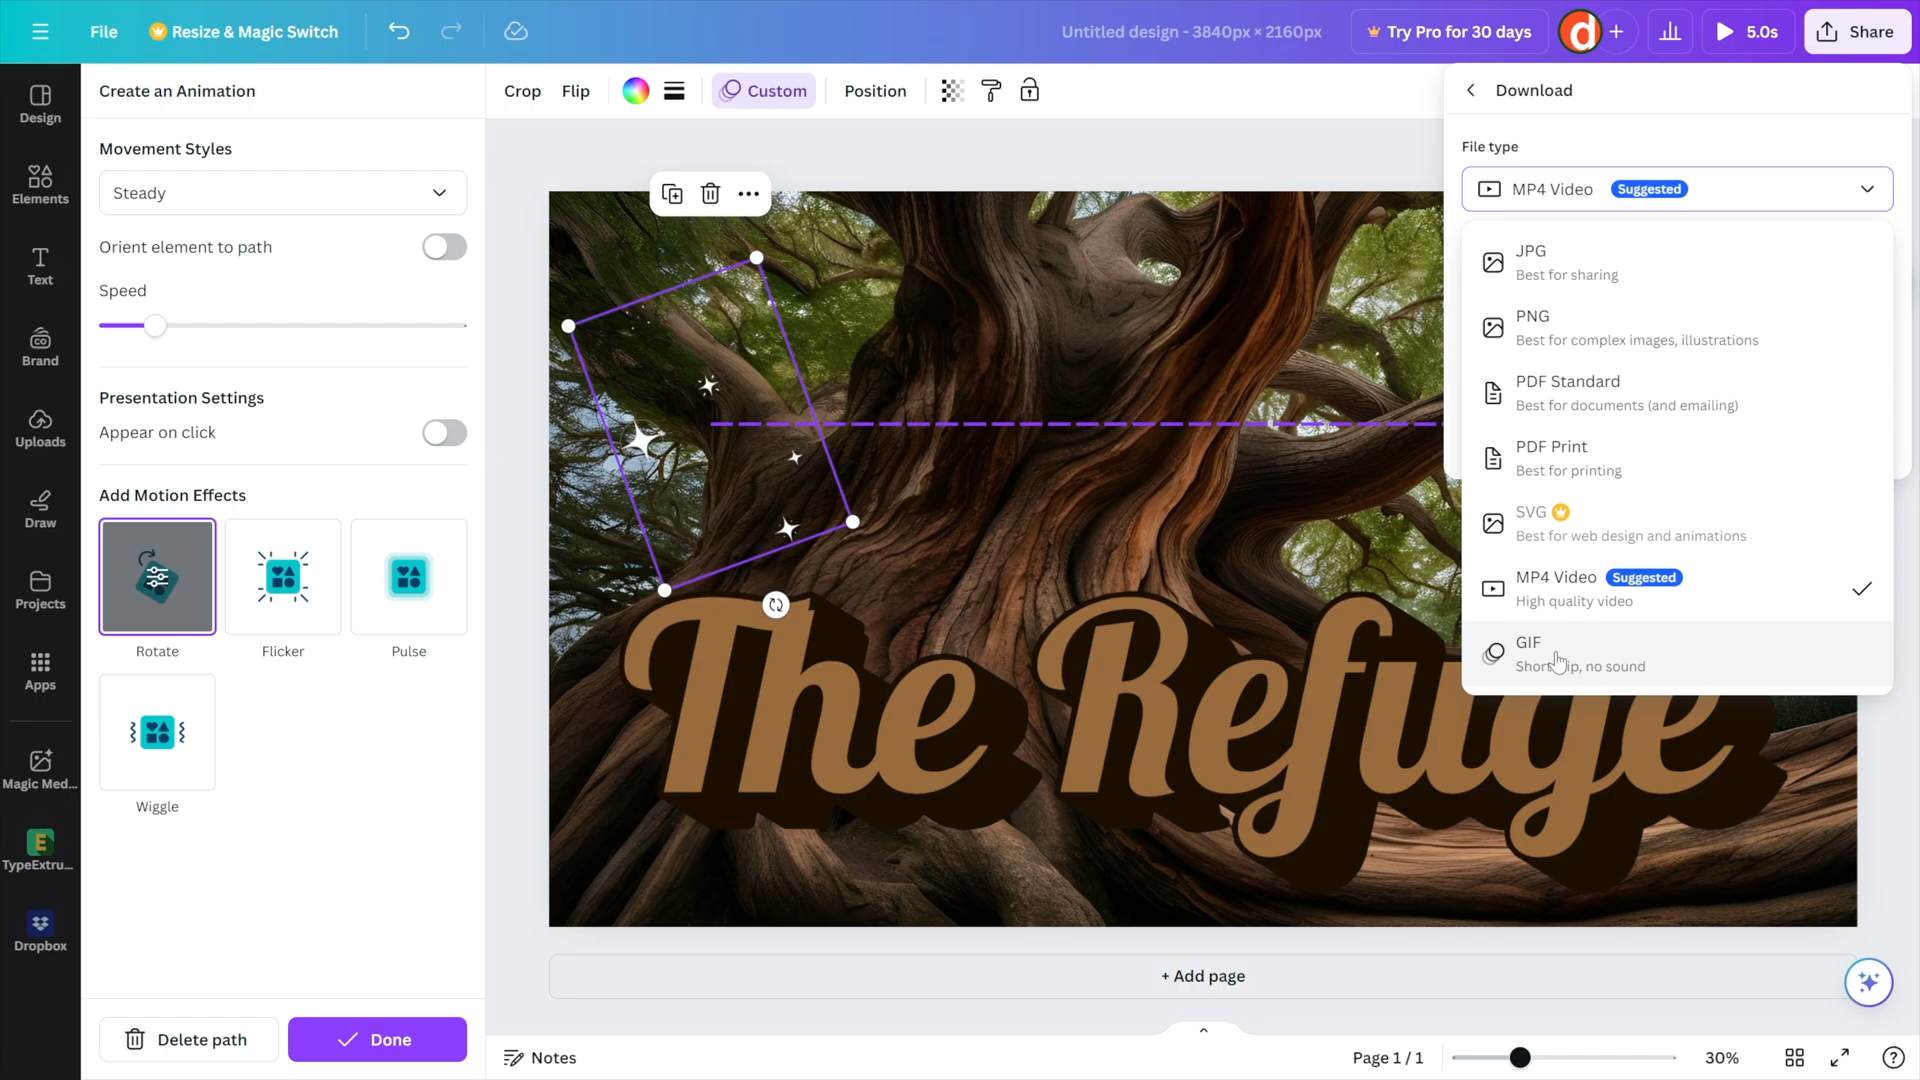 File
Resize & Magic Switch
Untitled design - 3840px × 2160px
Try Pro for 30 days
d
5.0s
Share
Design
Elements
Text
Brand
Uploads
Draw
Projects
Apps
Magic Med...
E
TypeExtru...
Dropbox
Create an Animation
Movement Styles
Steady
Orient element to path
Speed
Presentation Settings
Appear on click
Add Motion Effects
Rotate
Flicker
Pulse
Wiggle
Delete path
Done
Crop
Flip
Custom
Position
Download
File type
MP4 Video Suggested
JPG
Best for sharing
PNG
Best for complex images, illustrations
PDF Standard
Best for documents (and emailing)
PDF Print
Best for printing
SVG
Best for web design and animations
MP4 Video Suggested
High quality video
GIF
no sound
The Refuge
+ Add page
Notes
Page 1 / 1
30%